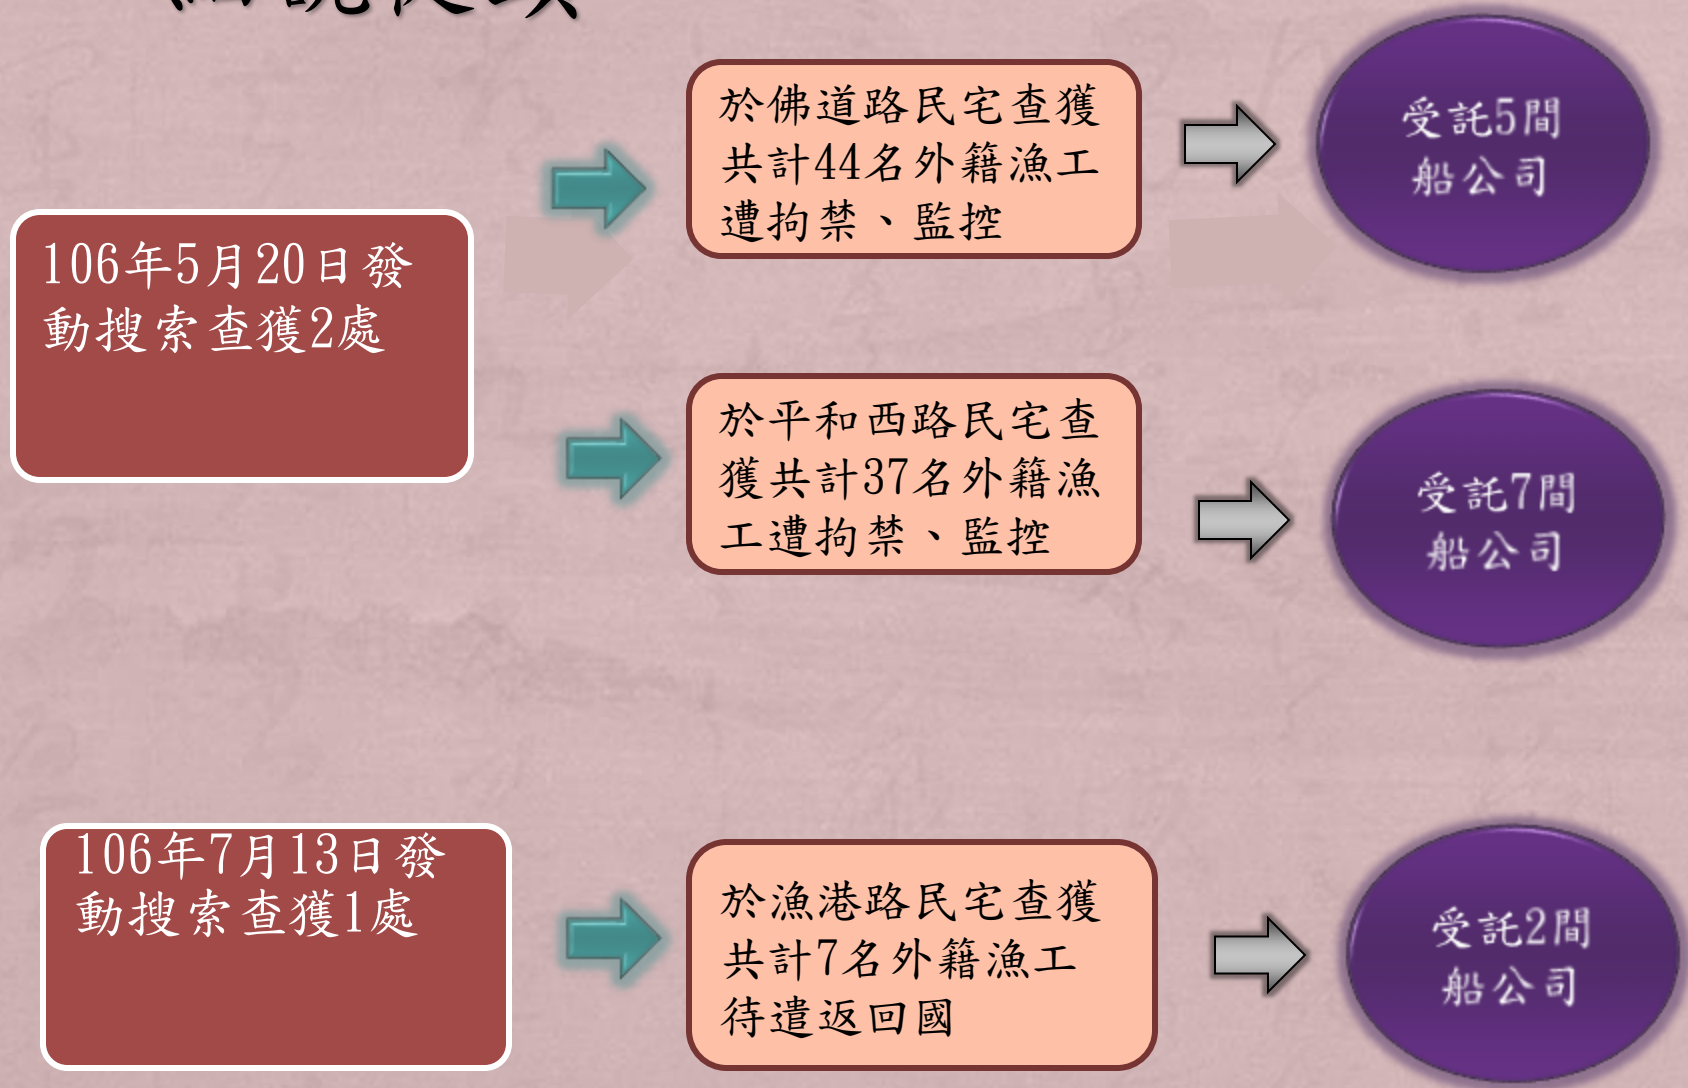 細說從頭
106年5月20日發
動搜索查獲2處
於佛道路民宅查獲
共計44名外籍漁工
遭拘禁、監控
受託5間
船公司
於平和西路民宅查
獲共計37名外籍漁
工遭拘禁、監控
受託7間
船公司
106年7月13日發
動搜索查獲1處
於漁港路民宅查獲
共計7名外籍漁工
待遣返回國
受託2間
船公司